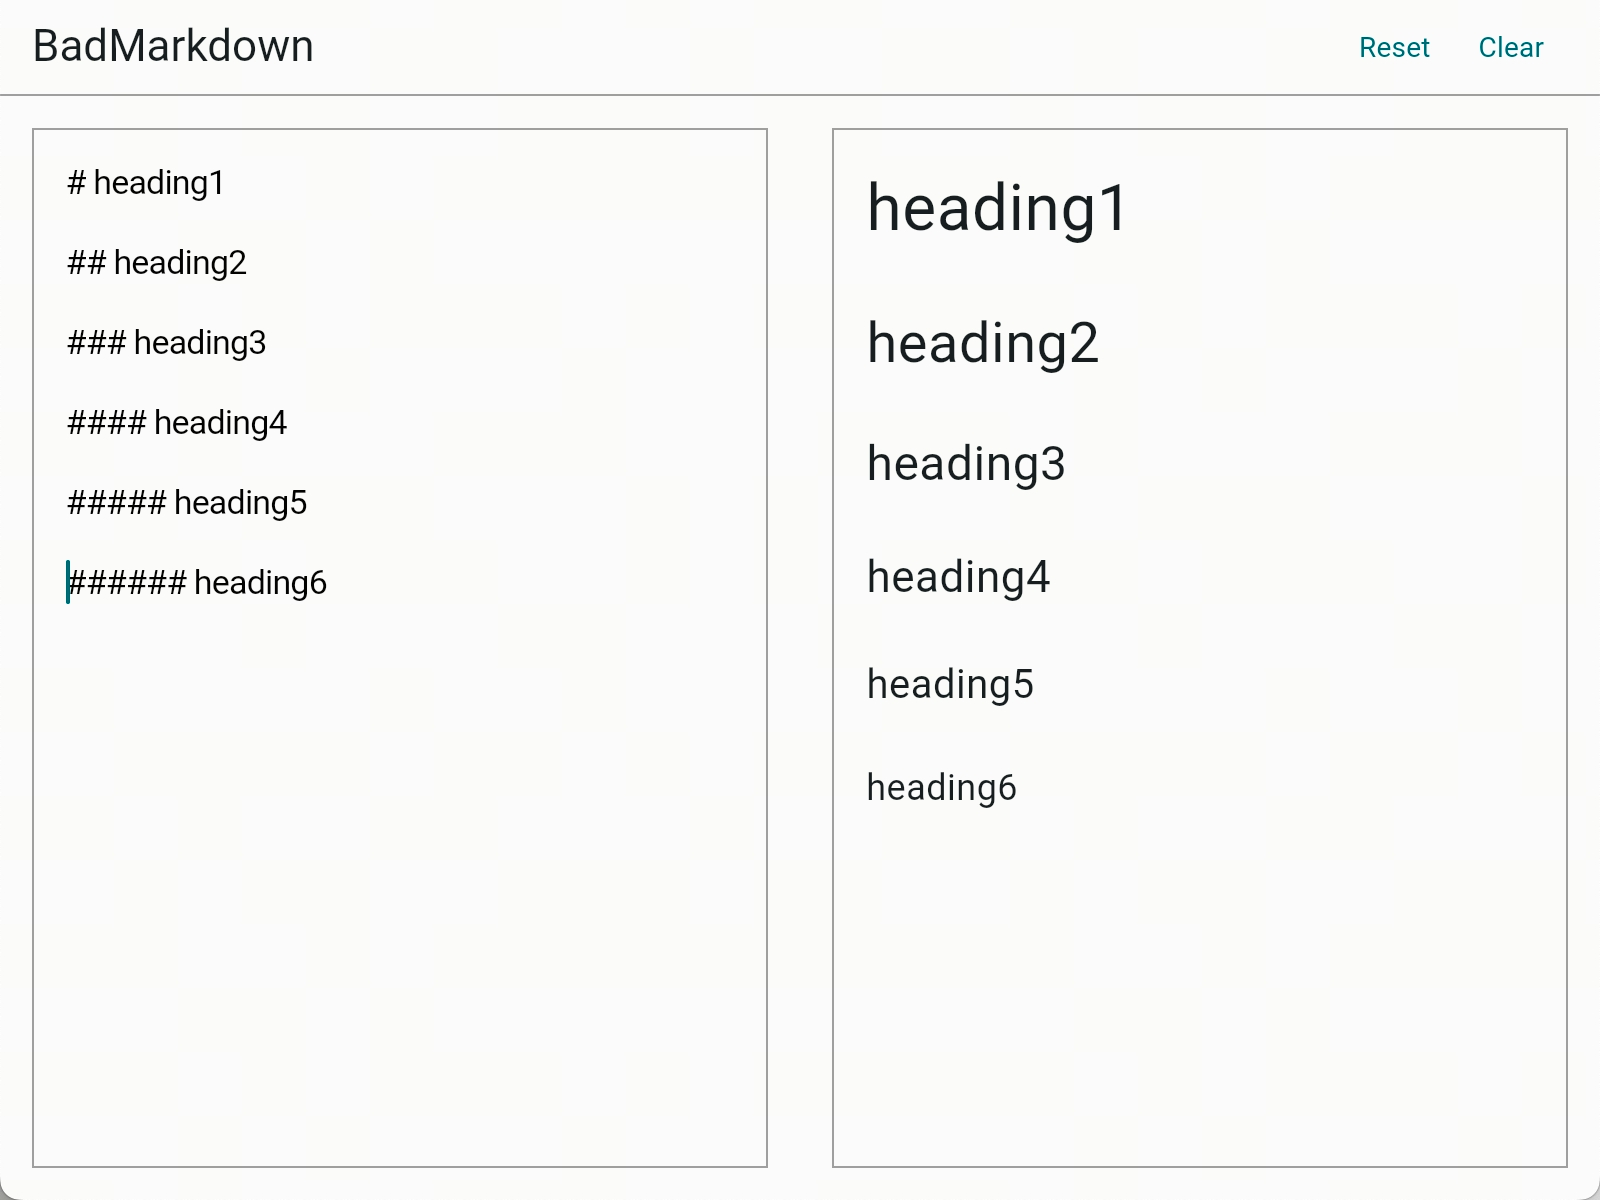 BadMarkdown
Reset Clear
# heading1
## heading2
### heading3
#### heading4
##### heading5
###### heading6
heading1
heading2
heading3
heading4
heading5
heading6